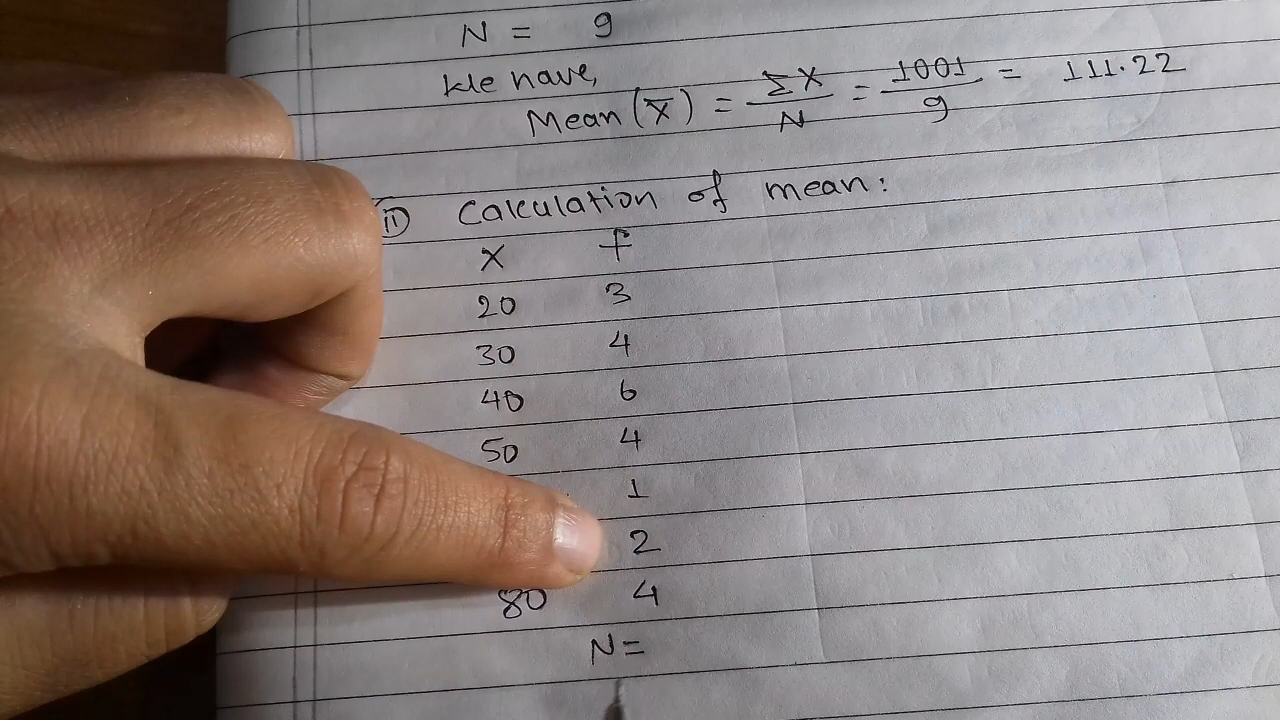 N = 9
We have,
Mean (X̅) = ΣX/N = 1001/9 = 111.22
ii) Calculation of mean:
X f
20 3
30 4
40 6
50 4
1
2
80 4
N =